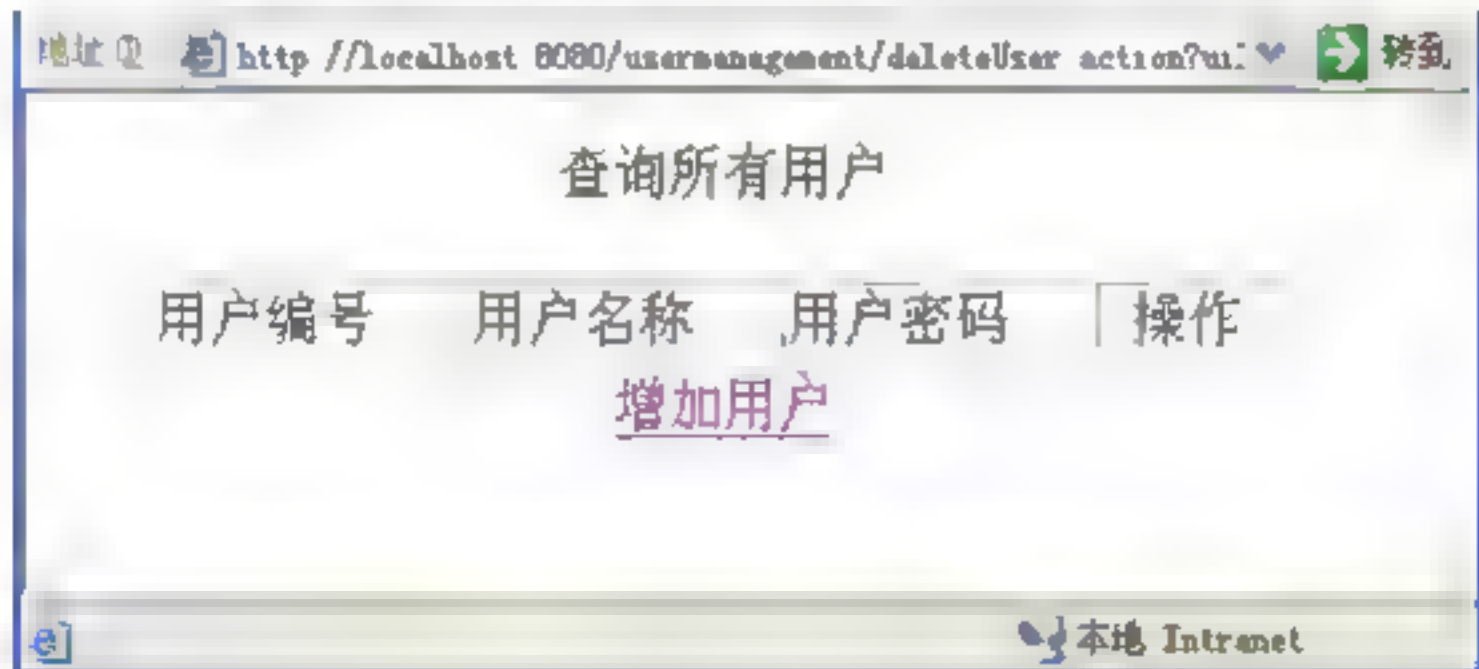 地址(D) http //localhost 8080/usermanagement/deleteUser action?ui 转到
查询所有用户
用户编号 用户名称 用户密码 操作
增加用户
本地 Intranet